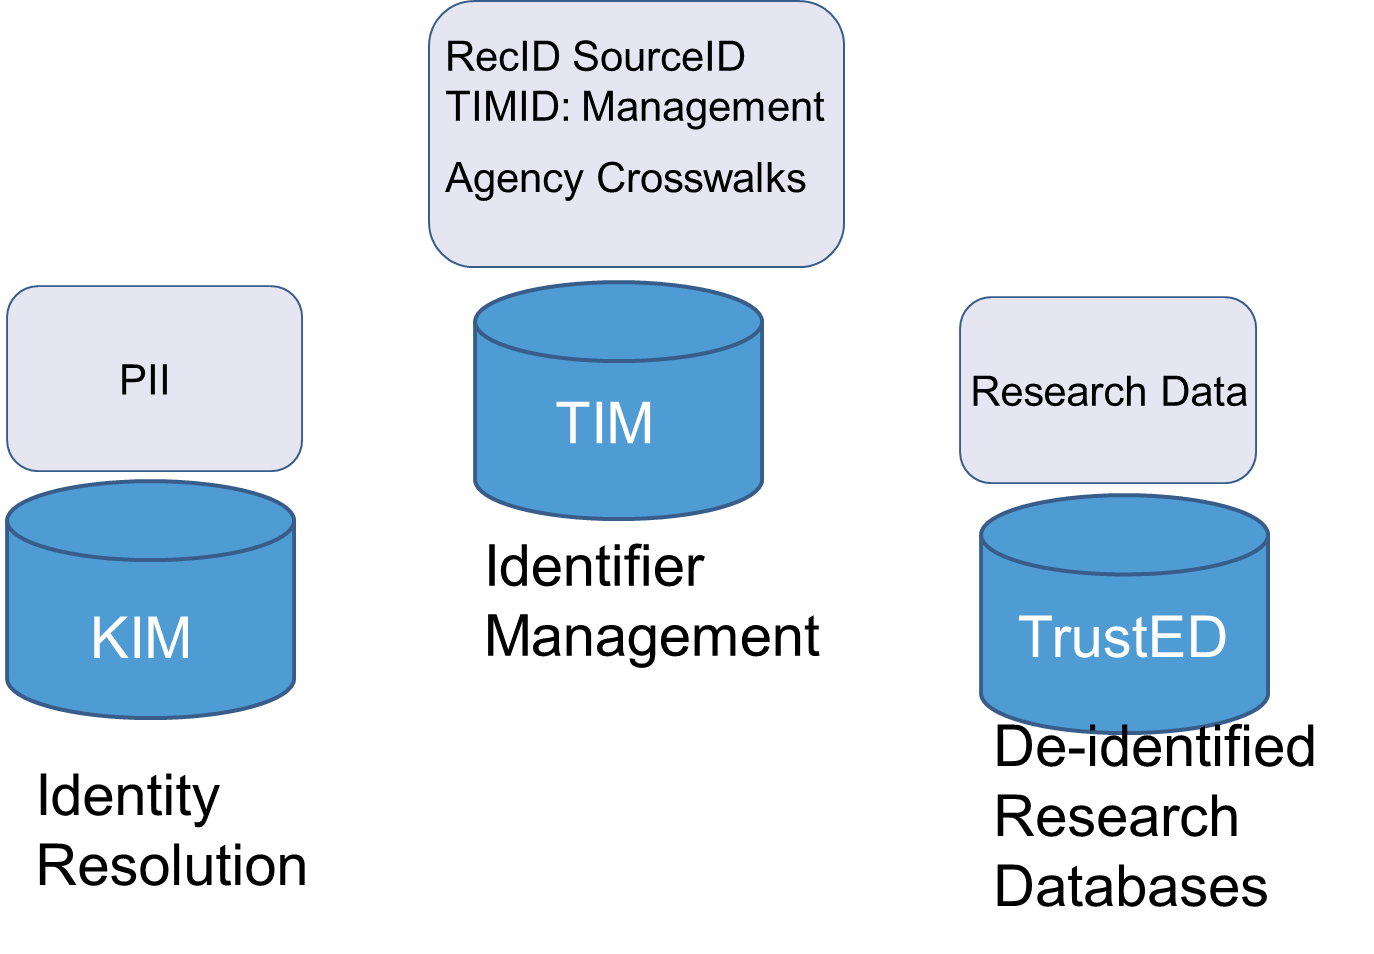 RecID SourceID
TIMID: Management
Agency Crosswalks
PII
KIM
Identity
Resolution
TIM
Identifier
Management
Research Data
TrustED
De-identified
Research
Databases